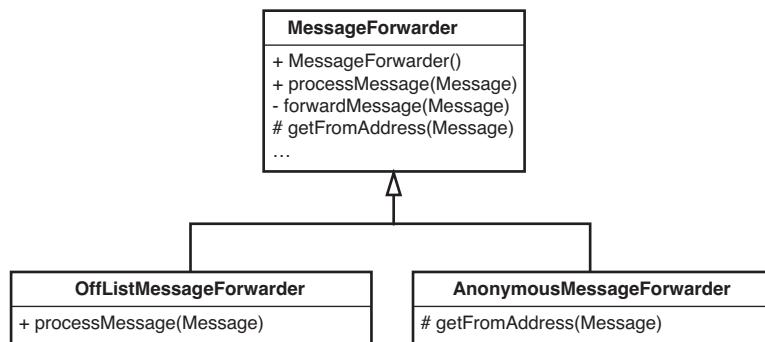 MessageForwarder
+ MessageForwarder()
+ processMessage(Message)
- forwardMessage(Message)
# getFromAddress(Message)
…
OffListMessageForwarder
+ processMessage(Message)
AnonymousMessageForwarder
# getFromAddress(Message)